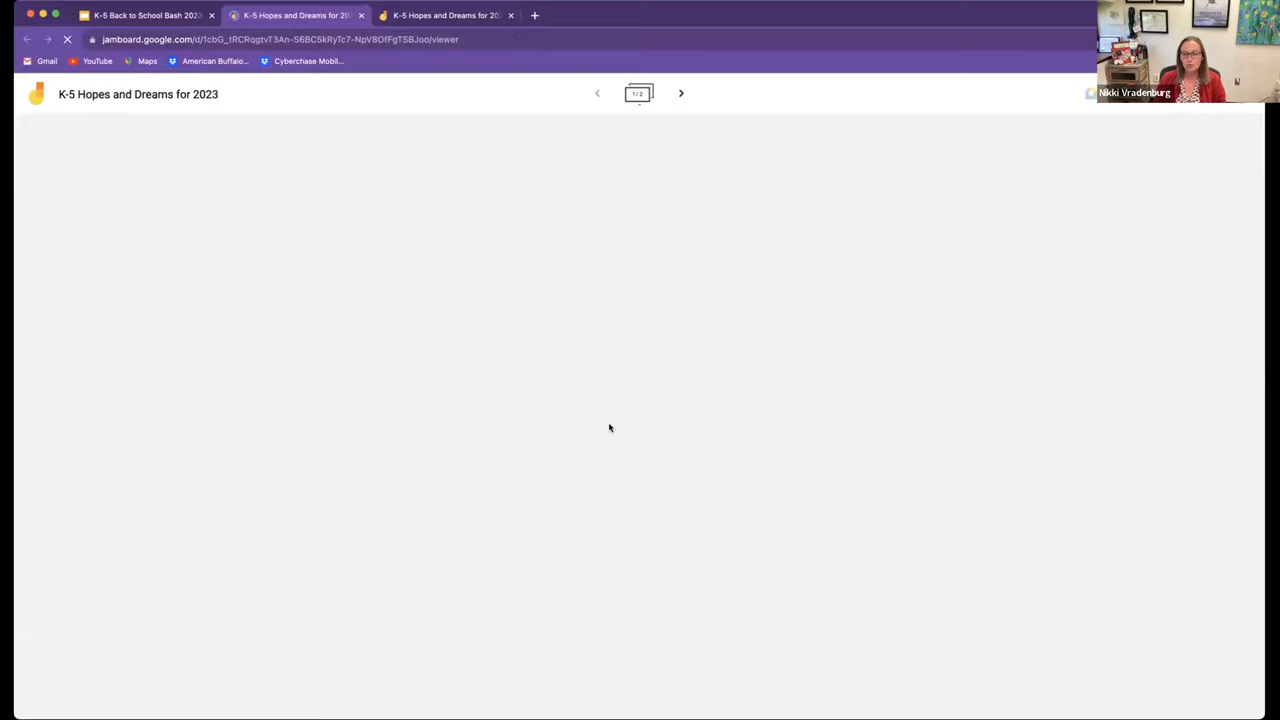 K-5 Back to School Bash 2023
K-5 Hopes and Dreams for 20
K-5 Hopes and Dreams for 20
jamboard.google.com/d/1cbG_tRCRqgtvT3An-S6BC5kRyTc7-NpV8OfFgTSBJoo/viewer
Gmail
YouTube
Maps
American Buffalo...
Cyberchase Mobil...
K-5 Hopes and Dreams for 2023
1 / 2
Nikki Vradenburg